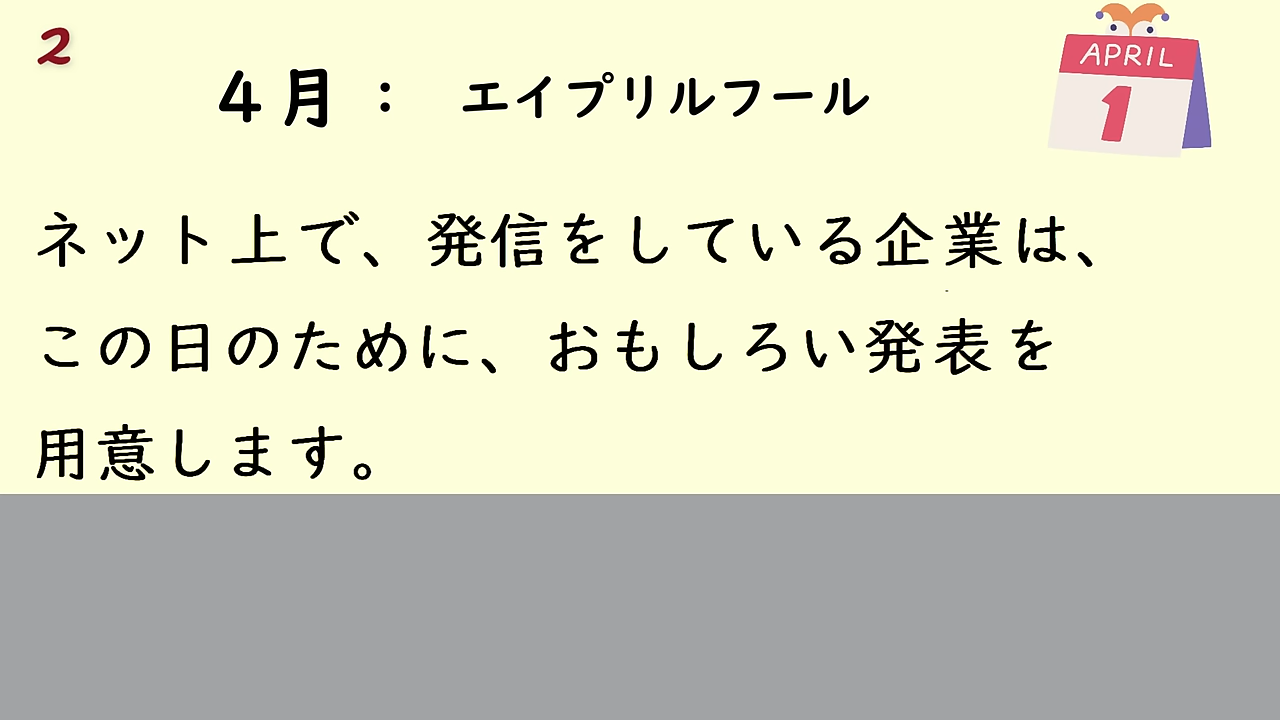 2
4月： エイプリルフール
APRIL
1
ネット上で、発信をしている企業は、
この日のために、おもしろい発表を
用意します。